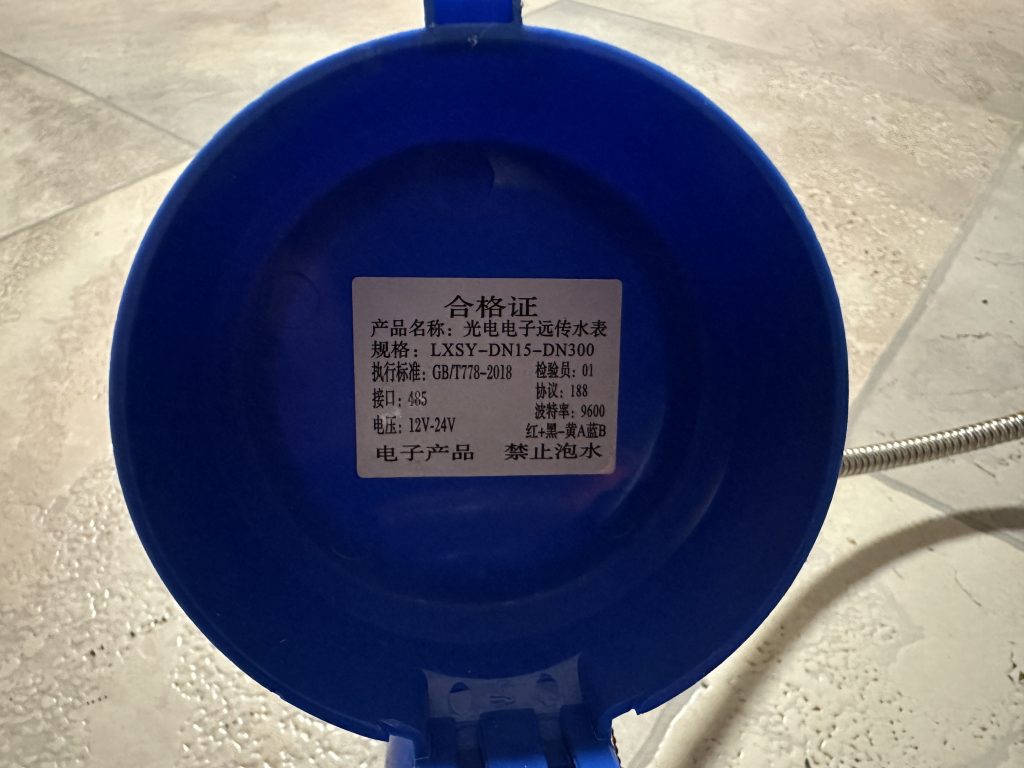 合格证
产品名称：光电电子远传水表
规格：LXSY-DN15-DN300
执行标准：GB/T778-2018 检验员：01
接口：485 协议：188
波特率：9600
电压：12V-24V 红+黑-黄A蓝B
电子产品 禁止泡水